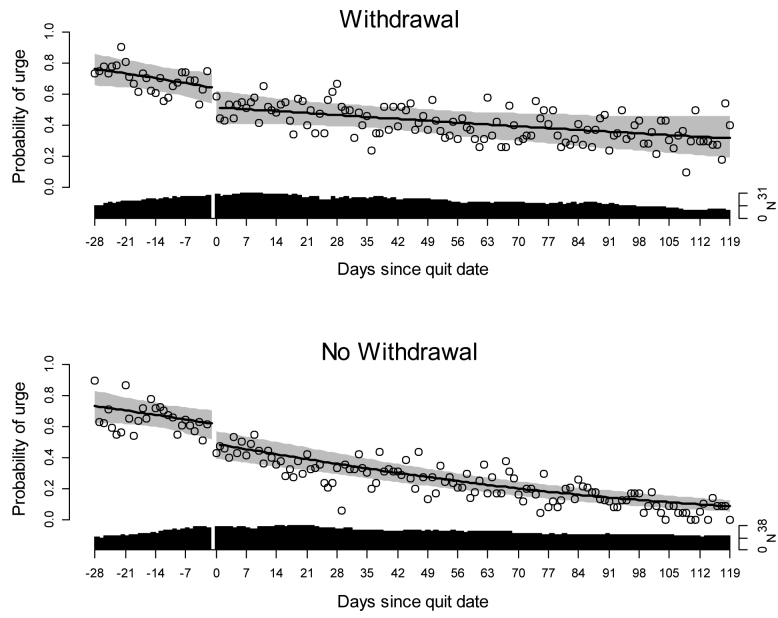 Withdrawal
Probability of urge
0.0 0.2 0.4 0.6 0.8 1.0
0 31
N
-28 -21 -14 -7 0 7 14 21 28 36 42 49 56 63 70 77 84 91 98 105 112 119
Days since quit date
No Withdrawal
Probability of urge
0.0 0.2 0.4 0.6 0.8 1.0
0 38
N
-28 -21 -14 -7 0 7 14 21 28 36 42 49 56 63 70 77 84 91 98 105 112 119
Days since quit date